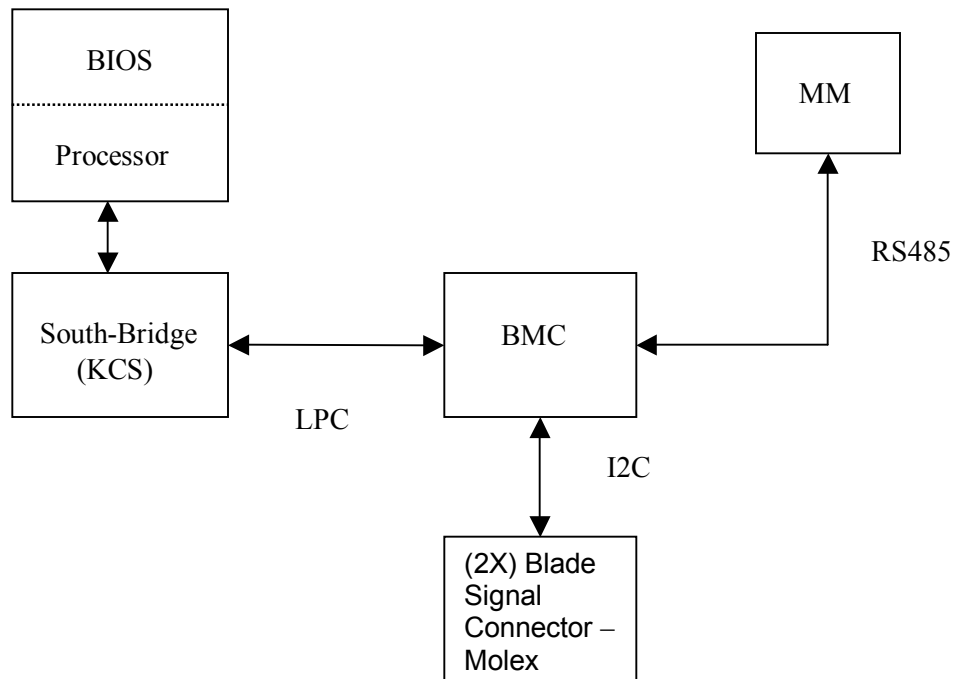 BIOS
Processor
MM
RS485
South-Bridge
(KCS)
LPC
BMC
I2C
(2X) Blade
Signal
Connector –
Molex